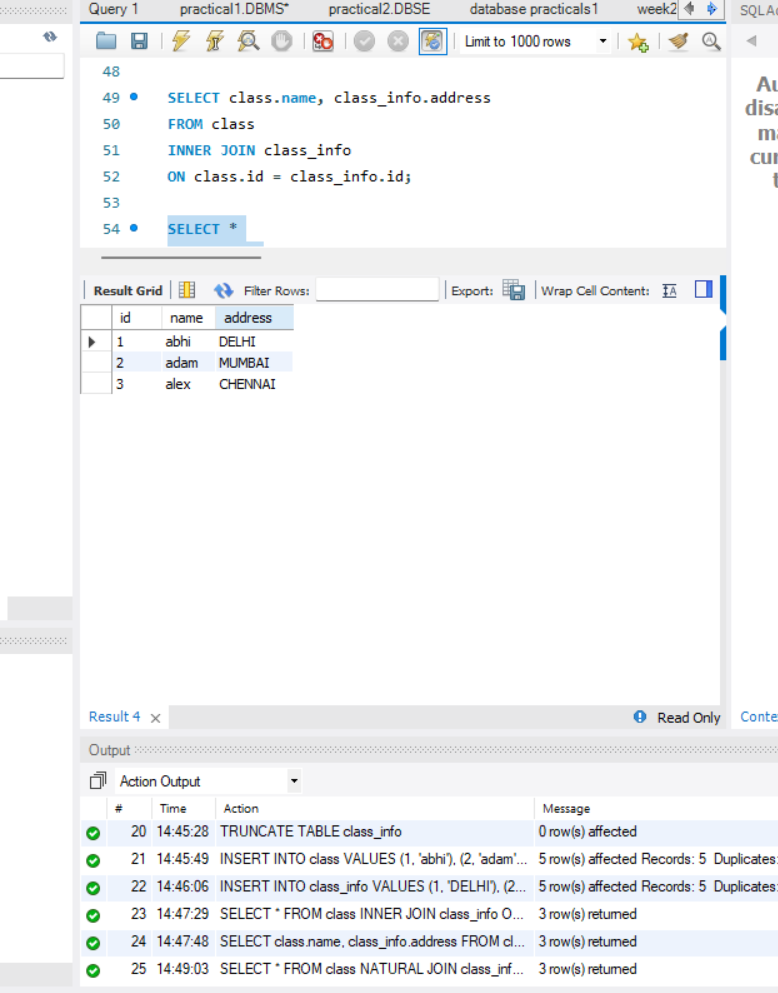 Query 1 practical1.DBMS* practical2.DBSE database practicals1 week2 SQLAd
Limit to 1000 rows
48
49 SELECT class.name, class_info.address
50 FROM class
51 INNER JOIN class_info
52 ON class.id = class_info.id;
53
54 SELECT *
Result Grid Filter Rows: Export: Wrap Cell Content:
id name address
1 abhi DELHI
2 adam MUMBAI
3 alex CHENNAI
Result 4 Read Only
Output
Action Output
# Time Action Message
20 14:45:28 TRUNCATE TABLE class_info 0 row(s) affected
21 14:45:49 INSERT INTO class VALUES (1, 'abhi'), (2, 'adam'... 5 row(s) affected Records: 5 Duplicates:
22 14:46:06 INSERT INTO class_info VALUES (1, 'DELHI'), (2... 5 row(s) affected Records: 5 Duplicates:
23 14:47:29 SELECT * FROM class INNER JOIN class_info O... 3 row(s) returned
24 14:47:48 SELECT class.name, class_info.address FROM cl... 3 row(s) returned
25 14:49:03 SELECT * FROM class NATURAL JOIN class_inf... 3 row(s) returned